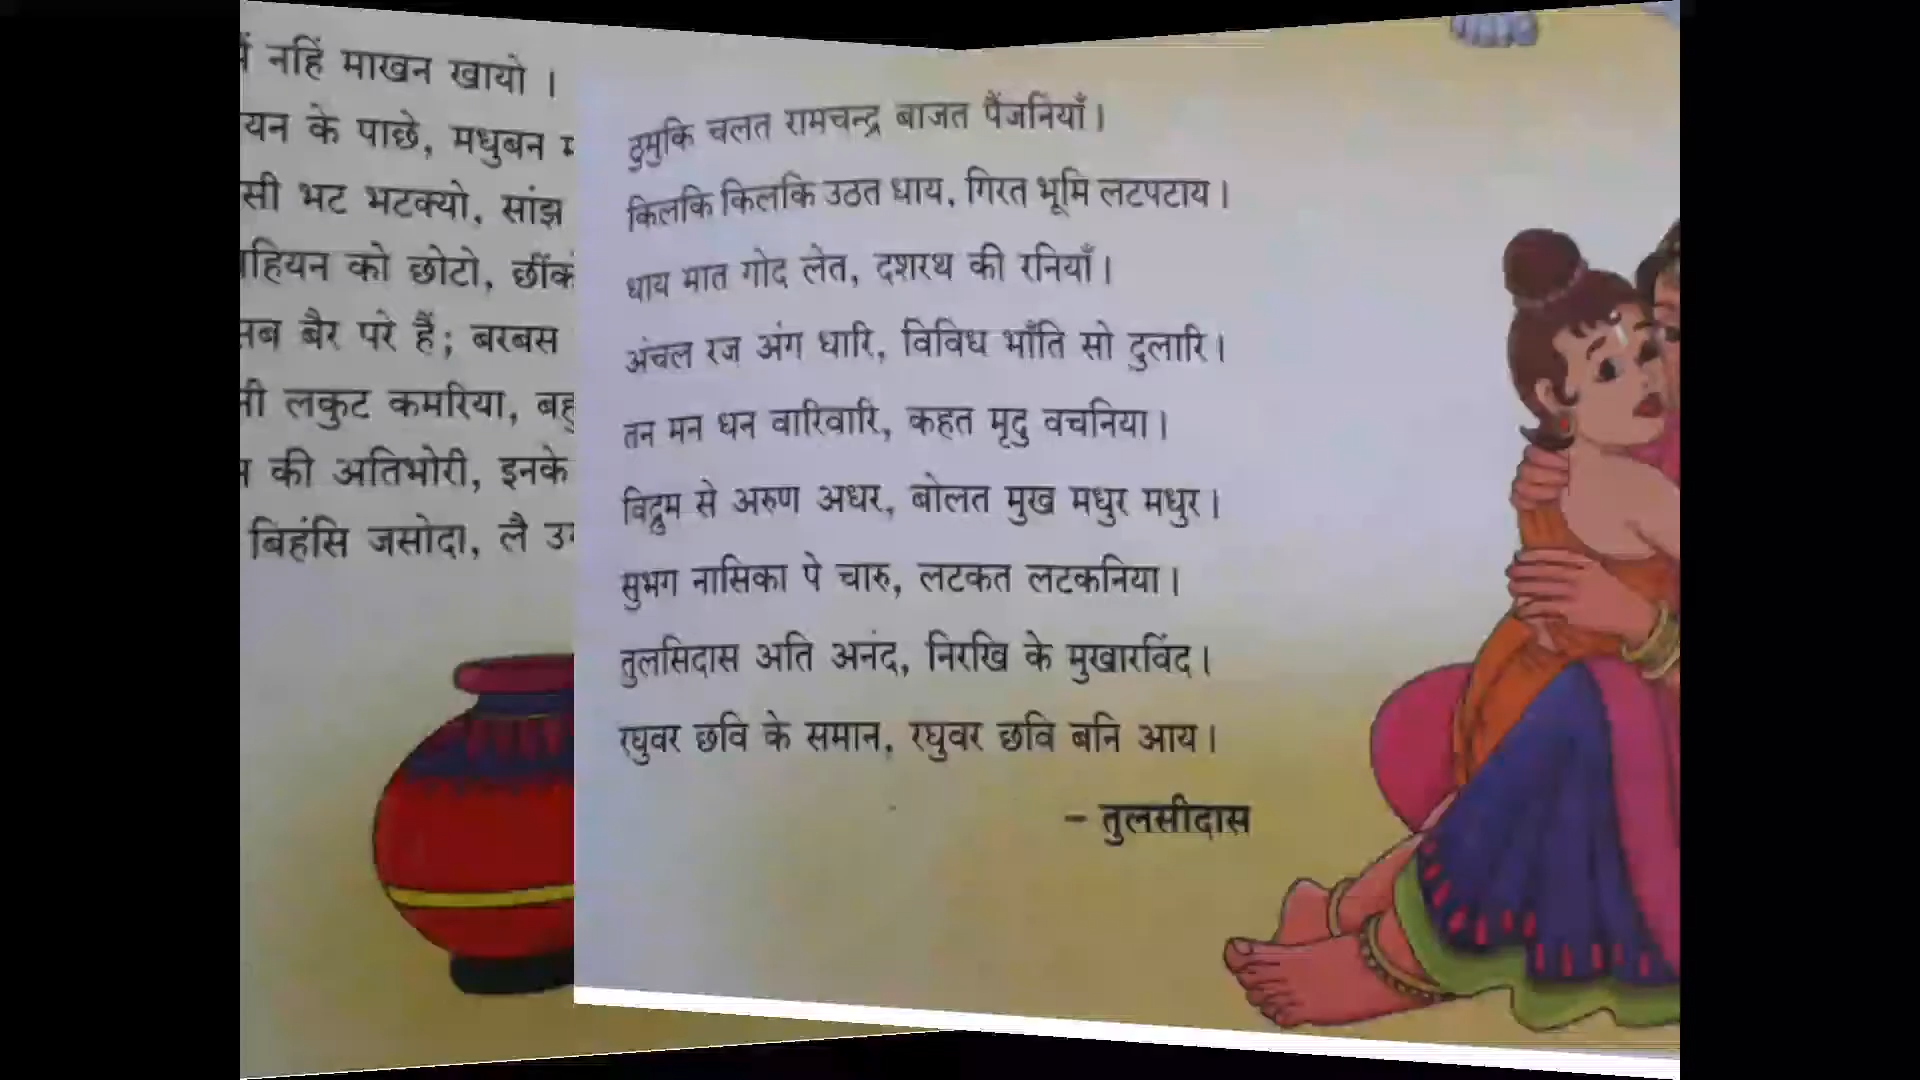 नहिं माखन खायो ।
यन के पाछे, मधुबन
सी भट भटक्यो, सांझ
हियन को छोटो,
बैर परे हैं; बरबस
लकुट कमरिया,
की अतिभोरी, इनके
बिहंसि जसोदा, लै
ठुमुकि चलत रामचन्द्र बाजत पैंजनियाँ ।
किलकि किलकि उठत धाय, गिरत भूमि लटपटाय ।
धाय मात गोद लेत, दशरथ की रनियाँ ।
अंचल रज अंग धारि, विविध भाँति सो दुलारि ।
तन मन धन वारिवारि, कहत मृदु वचनिया ।
विद्रुम से अरुण अधर, बोलत मुख मधुर मधुर ।
सुभग नासिका पे चारु, लटकत लटकनिया ।
तुलसिदास अति अनंद, निरखि के मुखारविंद ।
रघुवर छवि के समान, रघुवर छवि बनि आय ।
– तुलसीदास